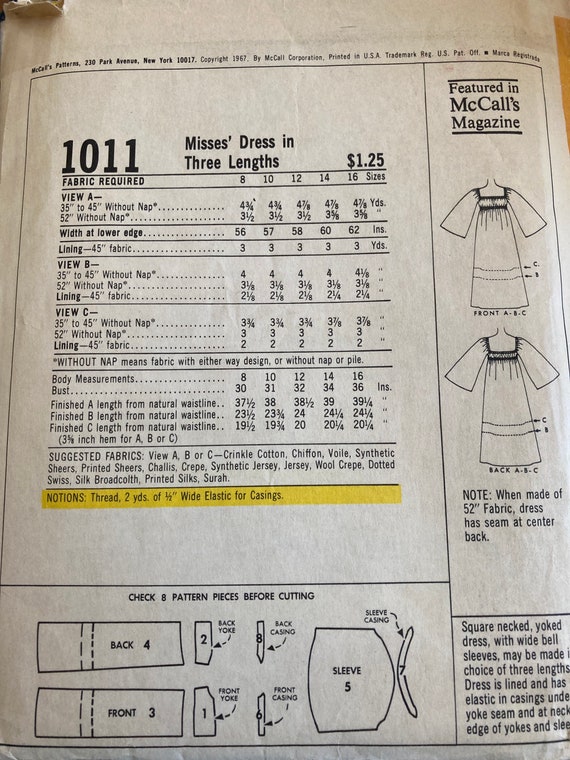 McCall's Patterns, 230 Park Avenue, New York 10017. Copyright 1967, By McCall Corporation, Printed in U.S.A. Trademark Reg. U.S. Pat. Off. ■ Marca Registrada
Featured in
McCall's
Magazine
1011
Misses' Dress in
Three Lengths
$1.25
FABRIC REQUIRED 8 10 12 14 16 Sizes
VIEW A—
35" to 45" Without Nap* 4¾ 4¾ 4⅞ 4⅞ 4⅞ Yds.
52" Without Nap* 3½ 3½ 3½ 3⅝ 3⅝ "
Width at lower edge 56 57 58 60 62 Ins.
Lining—45" fabric 3 3 3 3 3 Yds.
VIEW B—
35" to 45" Without Nap* 4 4 4 4 4⅛ "
52" Without Nap* 3⅛ 3⅛ 3⅛ 3⅛ 3⅛ "
Lining—45" fabric 2⅛ 2⅛ 2⅛ 2¼ 2¼ "
VIEW C—
35" to 45" Without Nap* 3¾ 3¾ 3¾ 3⅞ 3⅞ "
52" Without Nap* 3 3 3 3 3 "
Lining—45" fabric 2 2 2 2 2 "
*WITHOUT NAP means fabric with either way design, or without nap or pile.
Body Measurements 8 10 12 14 16
Bust 30 31 32 34 36 Ins.
Finished A length from natural waistline 37½ 38 38½ 39 39¼ "
Finished B length from natural waistline 23½ 23¾ 24 24¼ 24¼ "
Finished C length from natural waistline 19½ 19¾ 20 20¼ 20¼ "
(3⅜ inch hem for A, B or C)
SUGGESTED FABRICS: View A, B or C—Crinkle Cotton, Chiffon, Voile, Synthetic
Sheers, Printed Sheers, Challis, Crepe, Synthetic Jersey, Jersey, Wool Crepe, Dotted
Swiss, Silk Broadcolth, Printed Silks, Surah.
NOTIONS: Thread, 2 yds. of ½" Wide Elastic for Casings.
C.
B
FRONT A-B-C
C.
B
BACK A-B-C
NOTE: When made of
52" Fabric, dress
has seam at center
back.
CHECK 8 PATTERN PIECES BEFORE CUTTING
BACK 4
2
BACK
YOKE
8
BACK
CASING
SLEEVE
5
SLEEVE
CASING
7
FRONT 3
1
FRONT
YOKE
6
FRONT
CASING
Square necked, yoked
dress, with wide bell
sleeves, may be made i
choice of three lengths
Dress is lined and has
elastic in casings unde
yoke seam and at neck
edge of yokes and slee